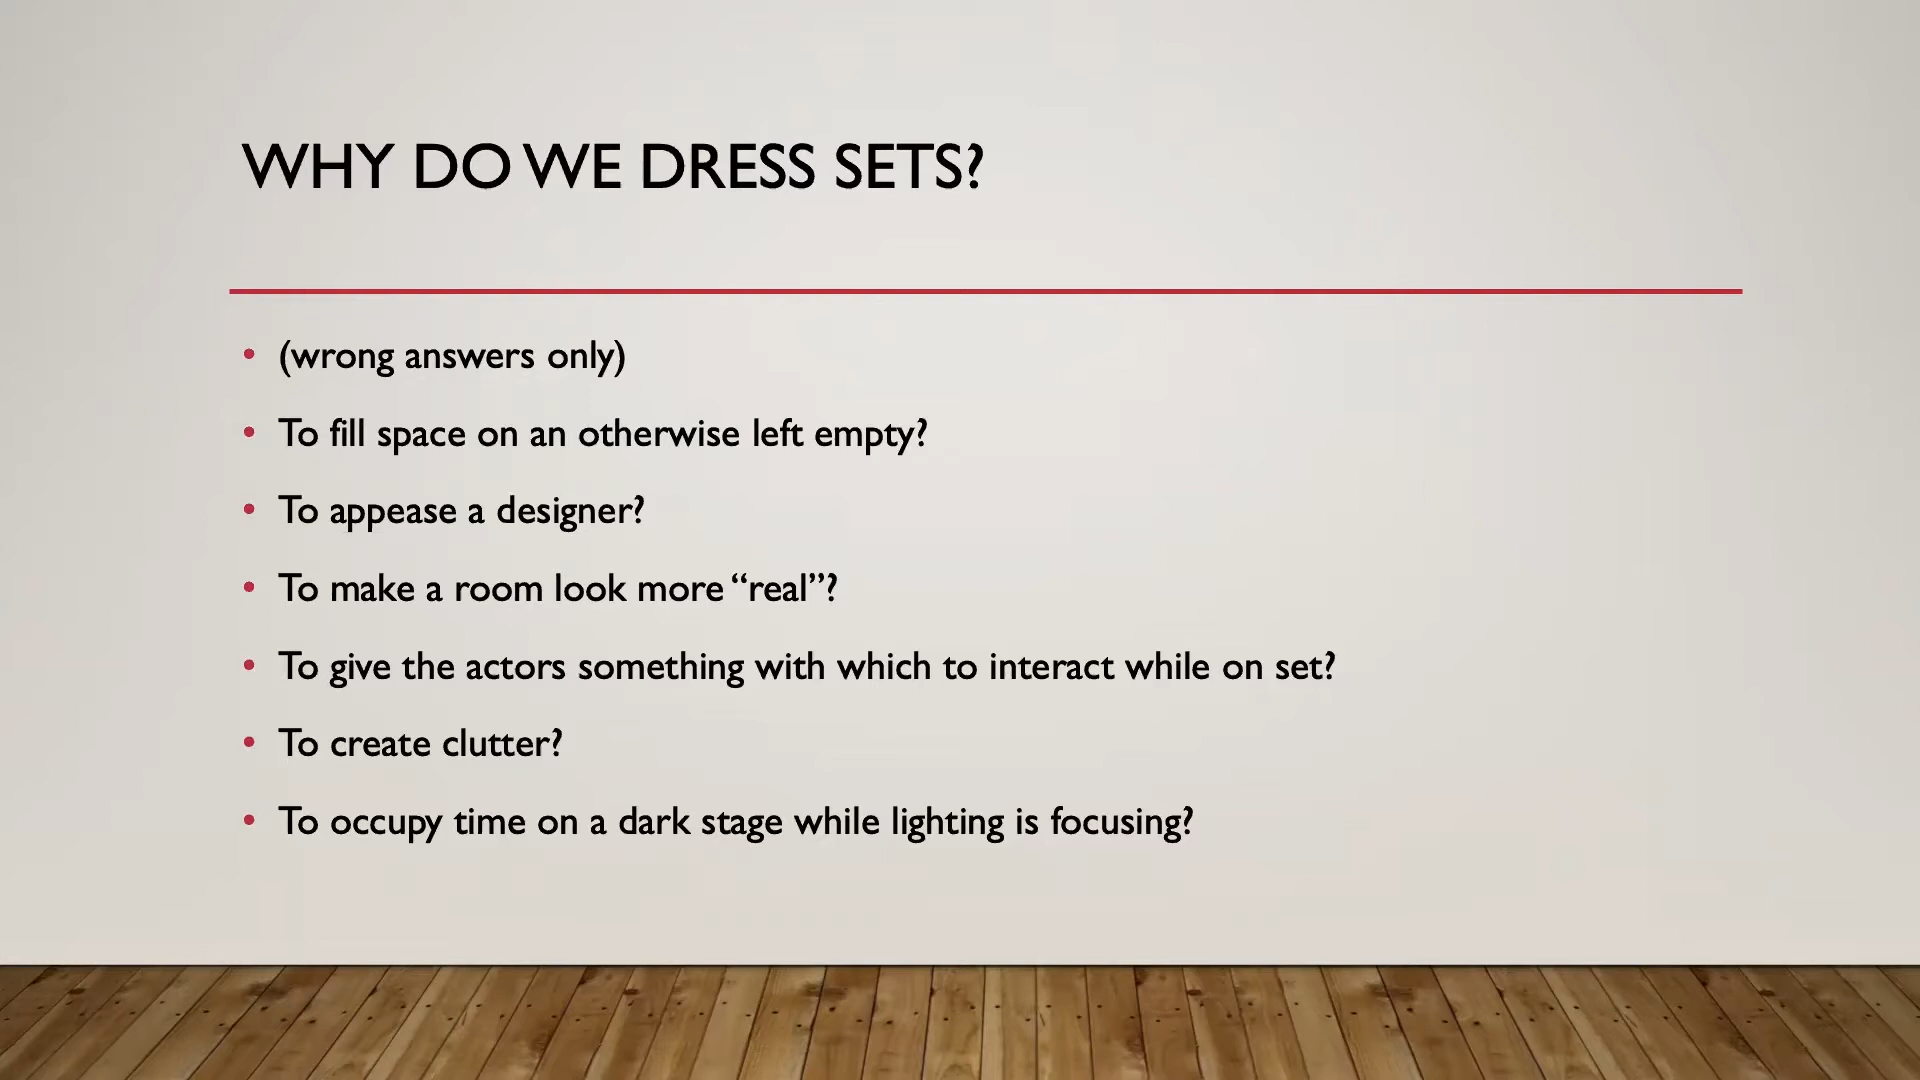 WHY DO WE DRESS SETS?
• (wrong answers only)
• To fill space on an otherwise left empty?
• To appease a designer?
• To make a room look more “real”?
• To give the actors something with which to interact while on set?
• To create clutter?
• To occupy time on a dark stage while lighting is focusing?